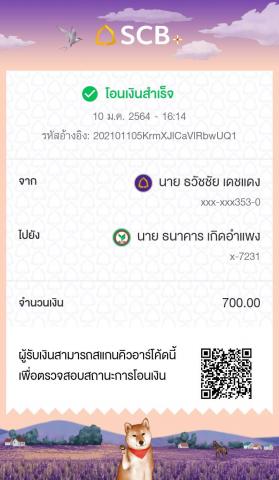 SCB
โอนเงินสำเร็จ
10 ม.ค. 2564 - 16:14
รหัสอ้างอิง: 202101105KrmXJlCaVlRbwUQ1
จาก
นาย ธวัชชัย เดชแดง
xxx-xxx353-0
ไปยัง
นาย ธนาคาร เกิดอำแพง
x-7231
จำนวนเงิน
700.00
ผู้รับเงินสามารถสแกนคิวอาร์โค้ดนี้
เพื่อตรวจสอบสถานะการโอนเงิน